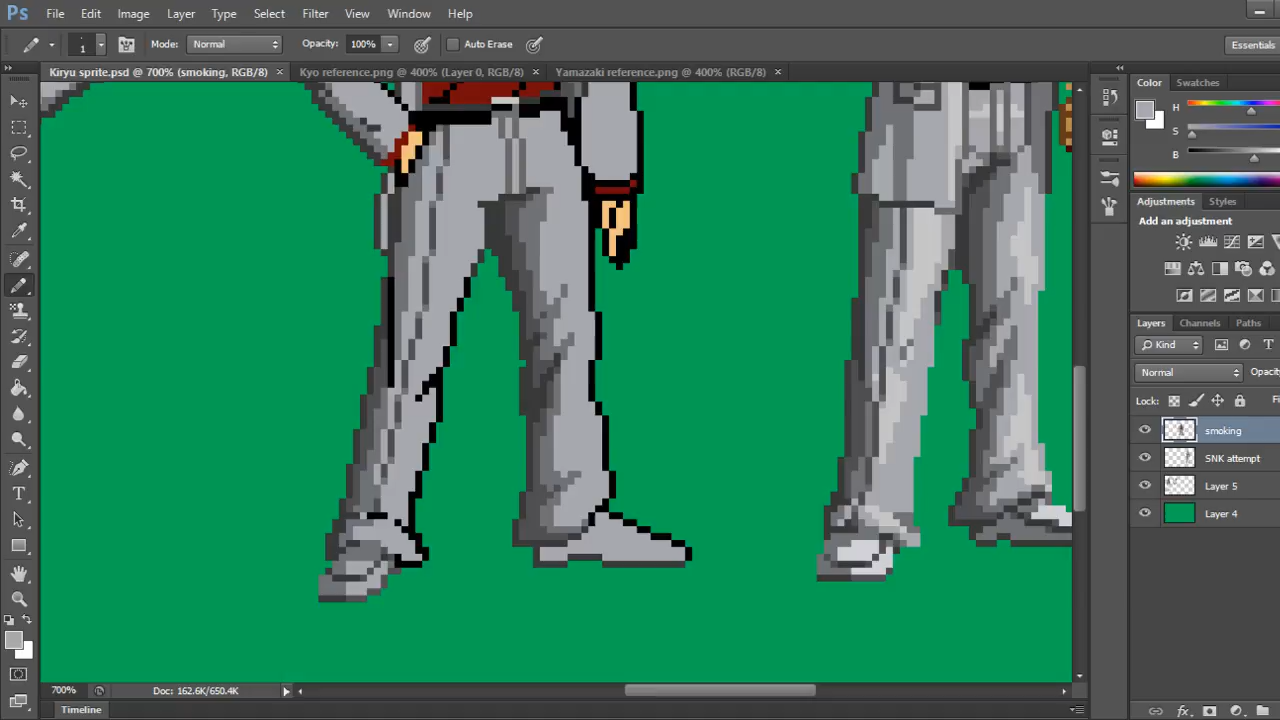 Ps File Edit Image Layer Type Select Filter View Window Help
1 Mode: Normal Opacity: 100% Auto Erase Essentials
Kiryu sprite.psd @ 700% (smoking, RGB/8) × Kyo reference.png @ 400% (Layer 0, RGB/8) × Yamazaki reference.png @ 400% (RGB/8) ×
Color Swatches
H
S
B
Adjustments Styles
Add an adjustment
Layers Channels Paths
Kind
Normal Opacity
Lock:
smoking
SNK attempt
Layer 5
Layer 4
700% Doc: 162.6K/650.4K
Timeline